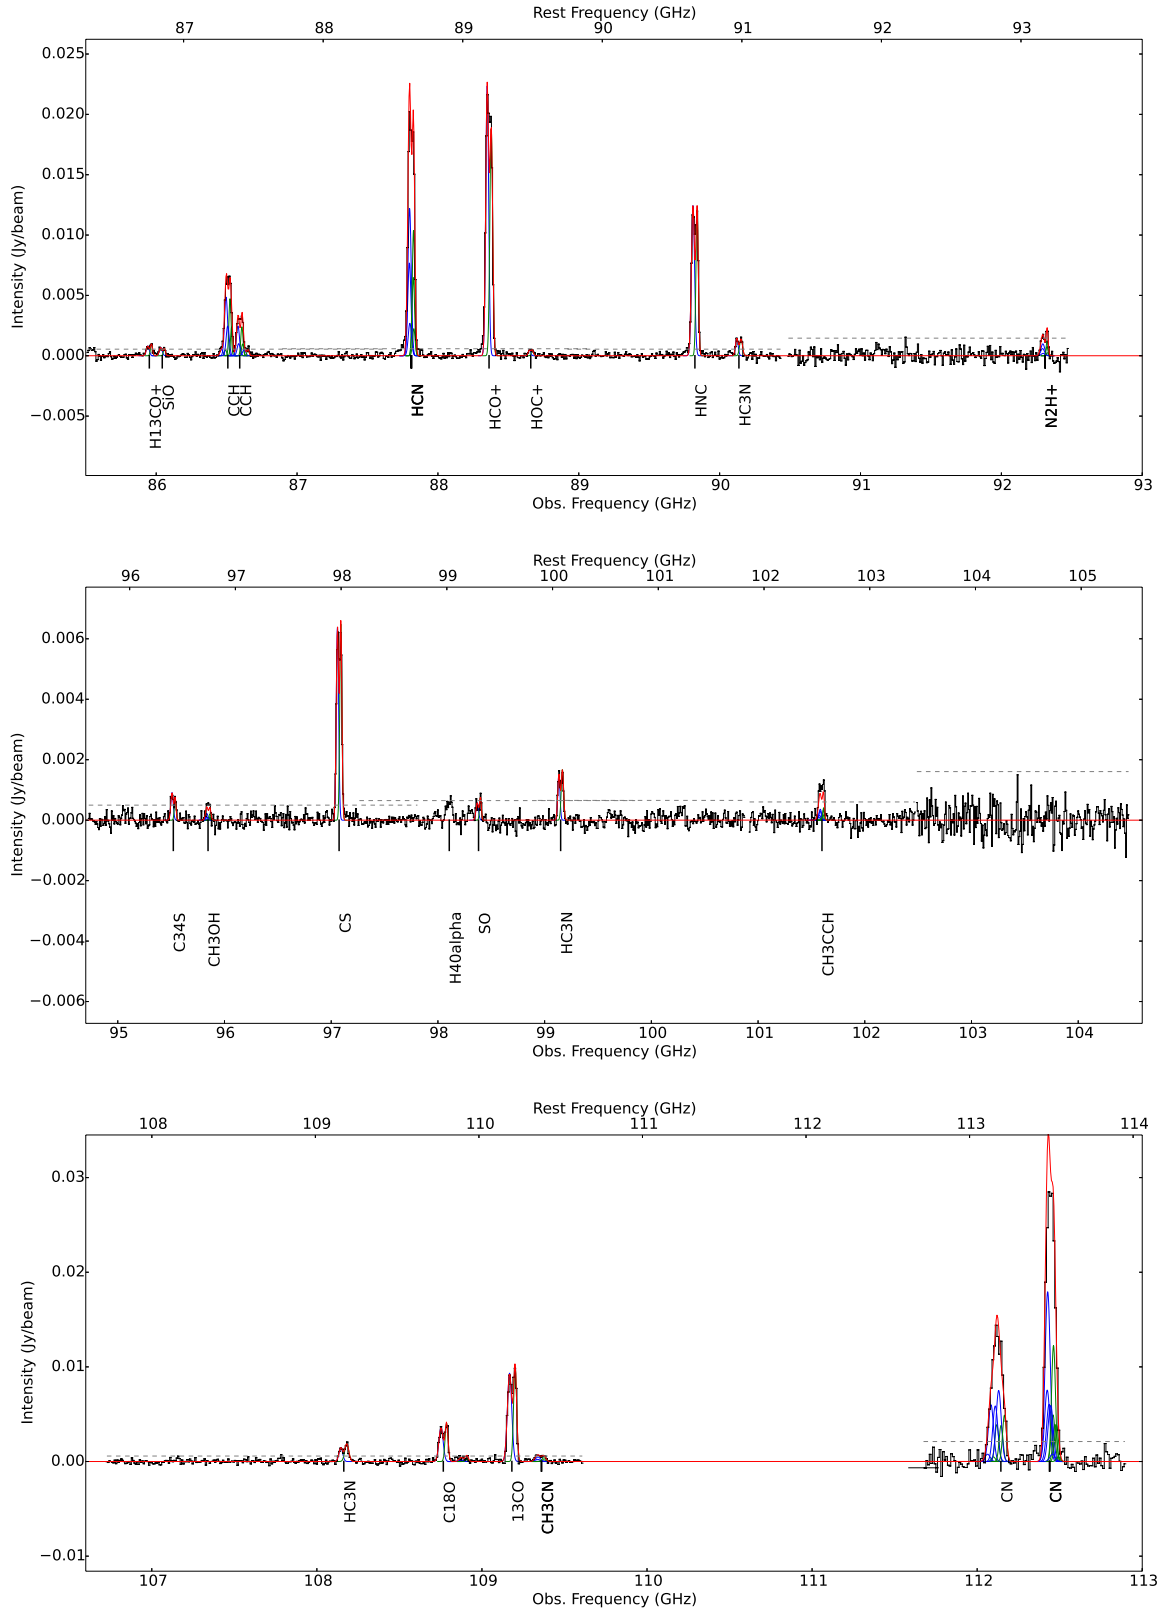 Rest Frequency (GHz)
87 88 89 90 91 92 93
0.025
0.020
0.015
0.010
0.005
0.000
−0.005
Intensity (Jy/beam)
H13CO+ SiO CCH CCH HCN HCO+ HOC+ HNC HC3N N2H+
86 87 88 89 90 91 92 93
Obs. Frequency (GHz)
Rest Frequency (GHz)
96 97 98 99 100 101 102 103 104 105
0.006
0.004
0.002
0.000
−0.002
−0.004
−0.006
Intensity (Jy/beam)
C34S CH3OH CS H40alpha SO HC3N CH3CCH
95 96 97 98 99 100 101 102 103 104
Obs. Frequency (GHz)
Rest Frequency (GHz)
108 109 110 111 112 113 114
0.03
0.02
0.01
0.00
−0.01
Intensity (Jy/beam)
HC3N C18O 13CO CH3CN CN CN
107 108 109 110 111 112 113
Obs. Frequency (GHz)